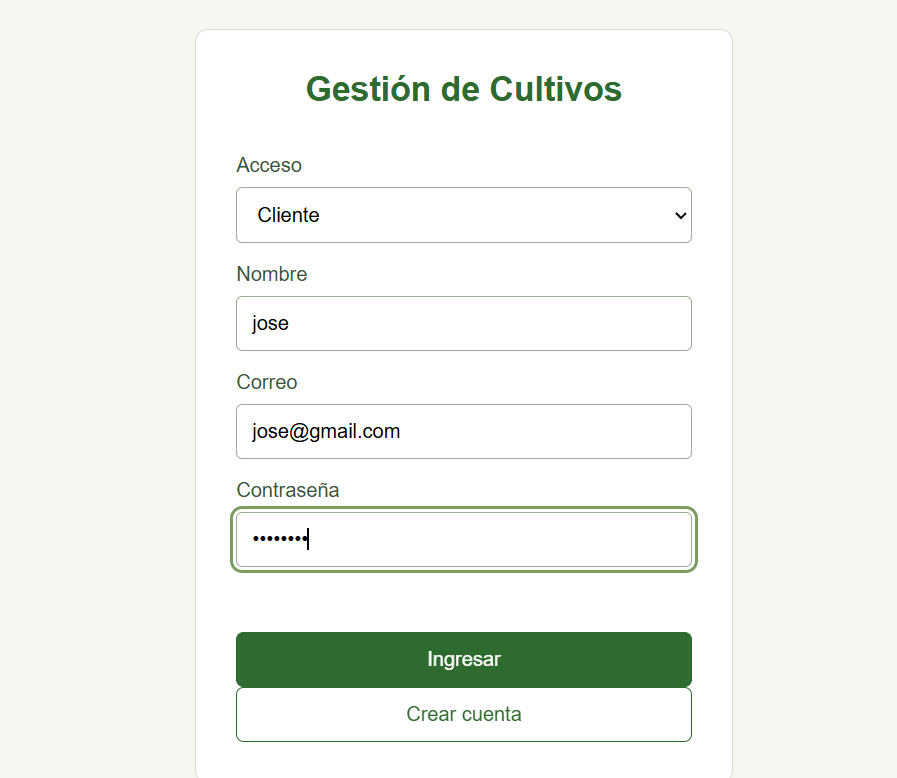 Gestión de Cultivos
Acceso
Cliente
Nombre
jose
Correo
jose@gmail.com
Contraseña
••••••••
Ingresar
Crear cuenta